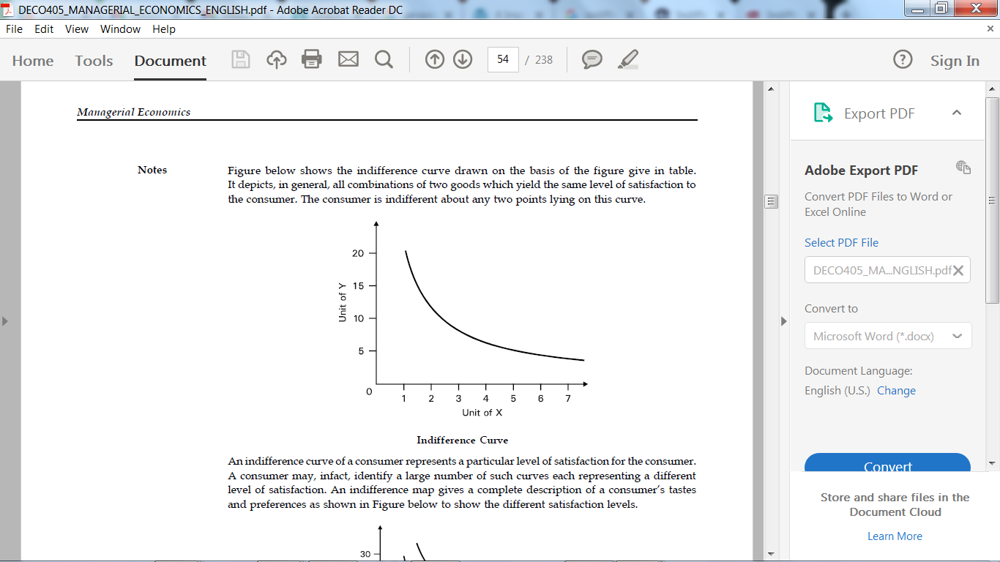 DECO405_MANAGERIAL_ECONOMICS_ENGLISH.pdf - Adobe Acrobat Reader DC
File Edit View Window Help
Home Tools Document 54 / 238 Sign In
Managerial Economics
Notes
Figure below shows the indifference curve drawn on the basis of the figure give in table.
It depicts, in general, all combinations of two goods which yield the same level of satisfaction to
the consumer. The consumer is indifferent about any two points lying on this curve.
20
15
10
5
0
Unit of Y
1 2 3 4 5 6 7
Unit of X
Indifference Curve
An indifference curve of a consumer represents a particular level of satisfaction for the consumer.
A consumer may, infact, identify a large number of such curves each representing a different
level of satisfaction. An indifference map gives a complete description of a consumer's tastes
and preferences as shown in Figure below to show the different satisfaction levels.
30
Export PDF
Adobe Export PDF
Convert PDF Files to Word or
Excel Online
Select PDF File
DECO405_MA...NGLISH.pdf
Convert to
Microsoft Word (*.docx)
Document Language:
English (U.S.) Change
Convert
Store and share files in the
Document Cloud
Learn More